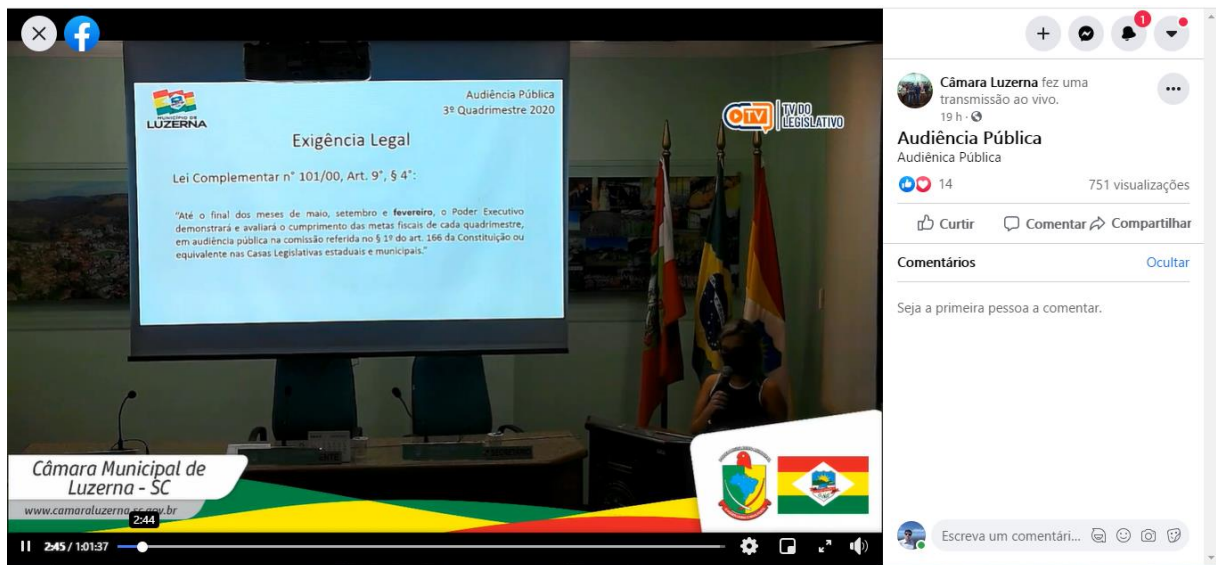 MUNICÍPIO DE
LUZERNA
Audiência Pública
3º Quadrimestre 2020
Exigência Legal
Lei Complementar n° 101/00, Art. 9°, § 4°:
"Até o final dos meses de maio, setembro e fevereiro, o Poder Executivo
demonstrará e avaliará o cumprimento das metas fiscais de cada quadrimestre,
em audiência pública na comissão referida no § 1º do art. 166 da Constituição ou
equivalente nas Casas Legislativas estaduais e municipais."
TV
TV DO
LEGISLATIVO
Câmara Municipal de
Luzerna - SC
www.camaraluzerna.sc.gov.br
2:44
2:45 / 1:01:37
1
Câmara Luzerna fez uma
transmissão ao vivo.
19 h ·
Audiência Pública
Audiênica Pública
14
751 visualizações
Curtir
Comentar
Compartilhar
Comentários
Ocultar
Seja a primeira pessoa a comentar.
Escreva um comentári...